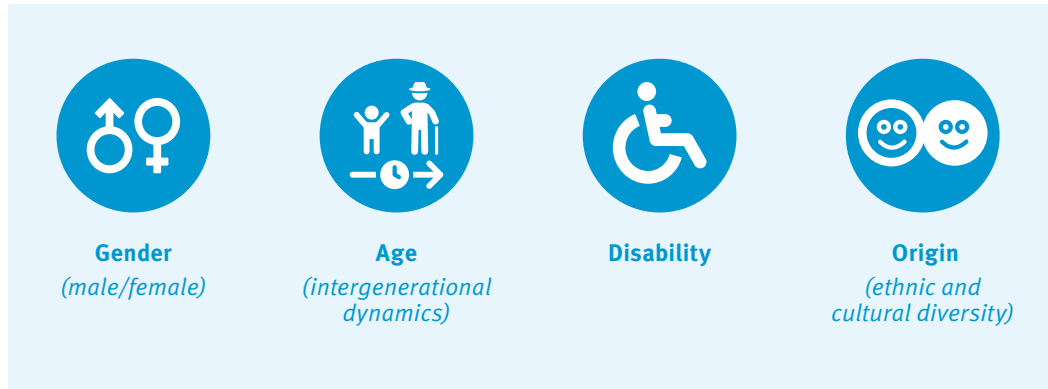 Gender
(male/female)
Age
(intergenerational
dynamics)
Disability
Origin
(ethnic and
cultural diversity)